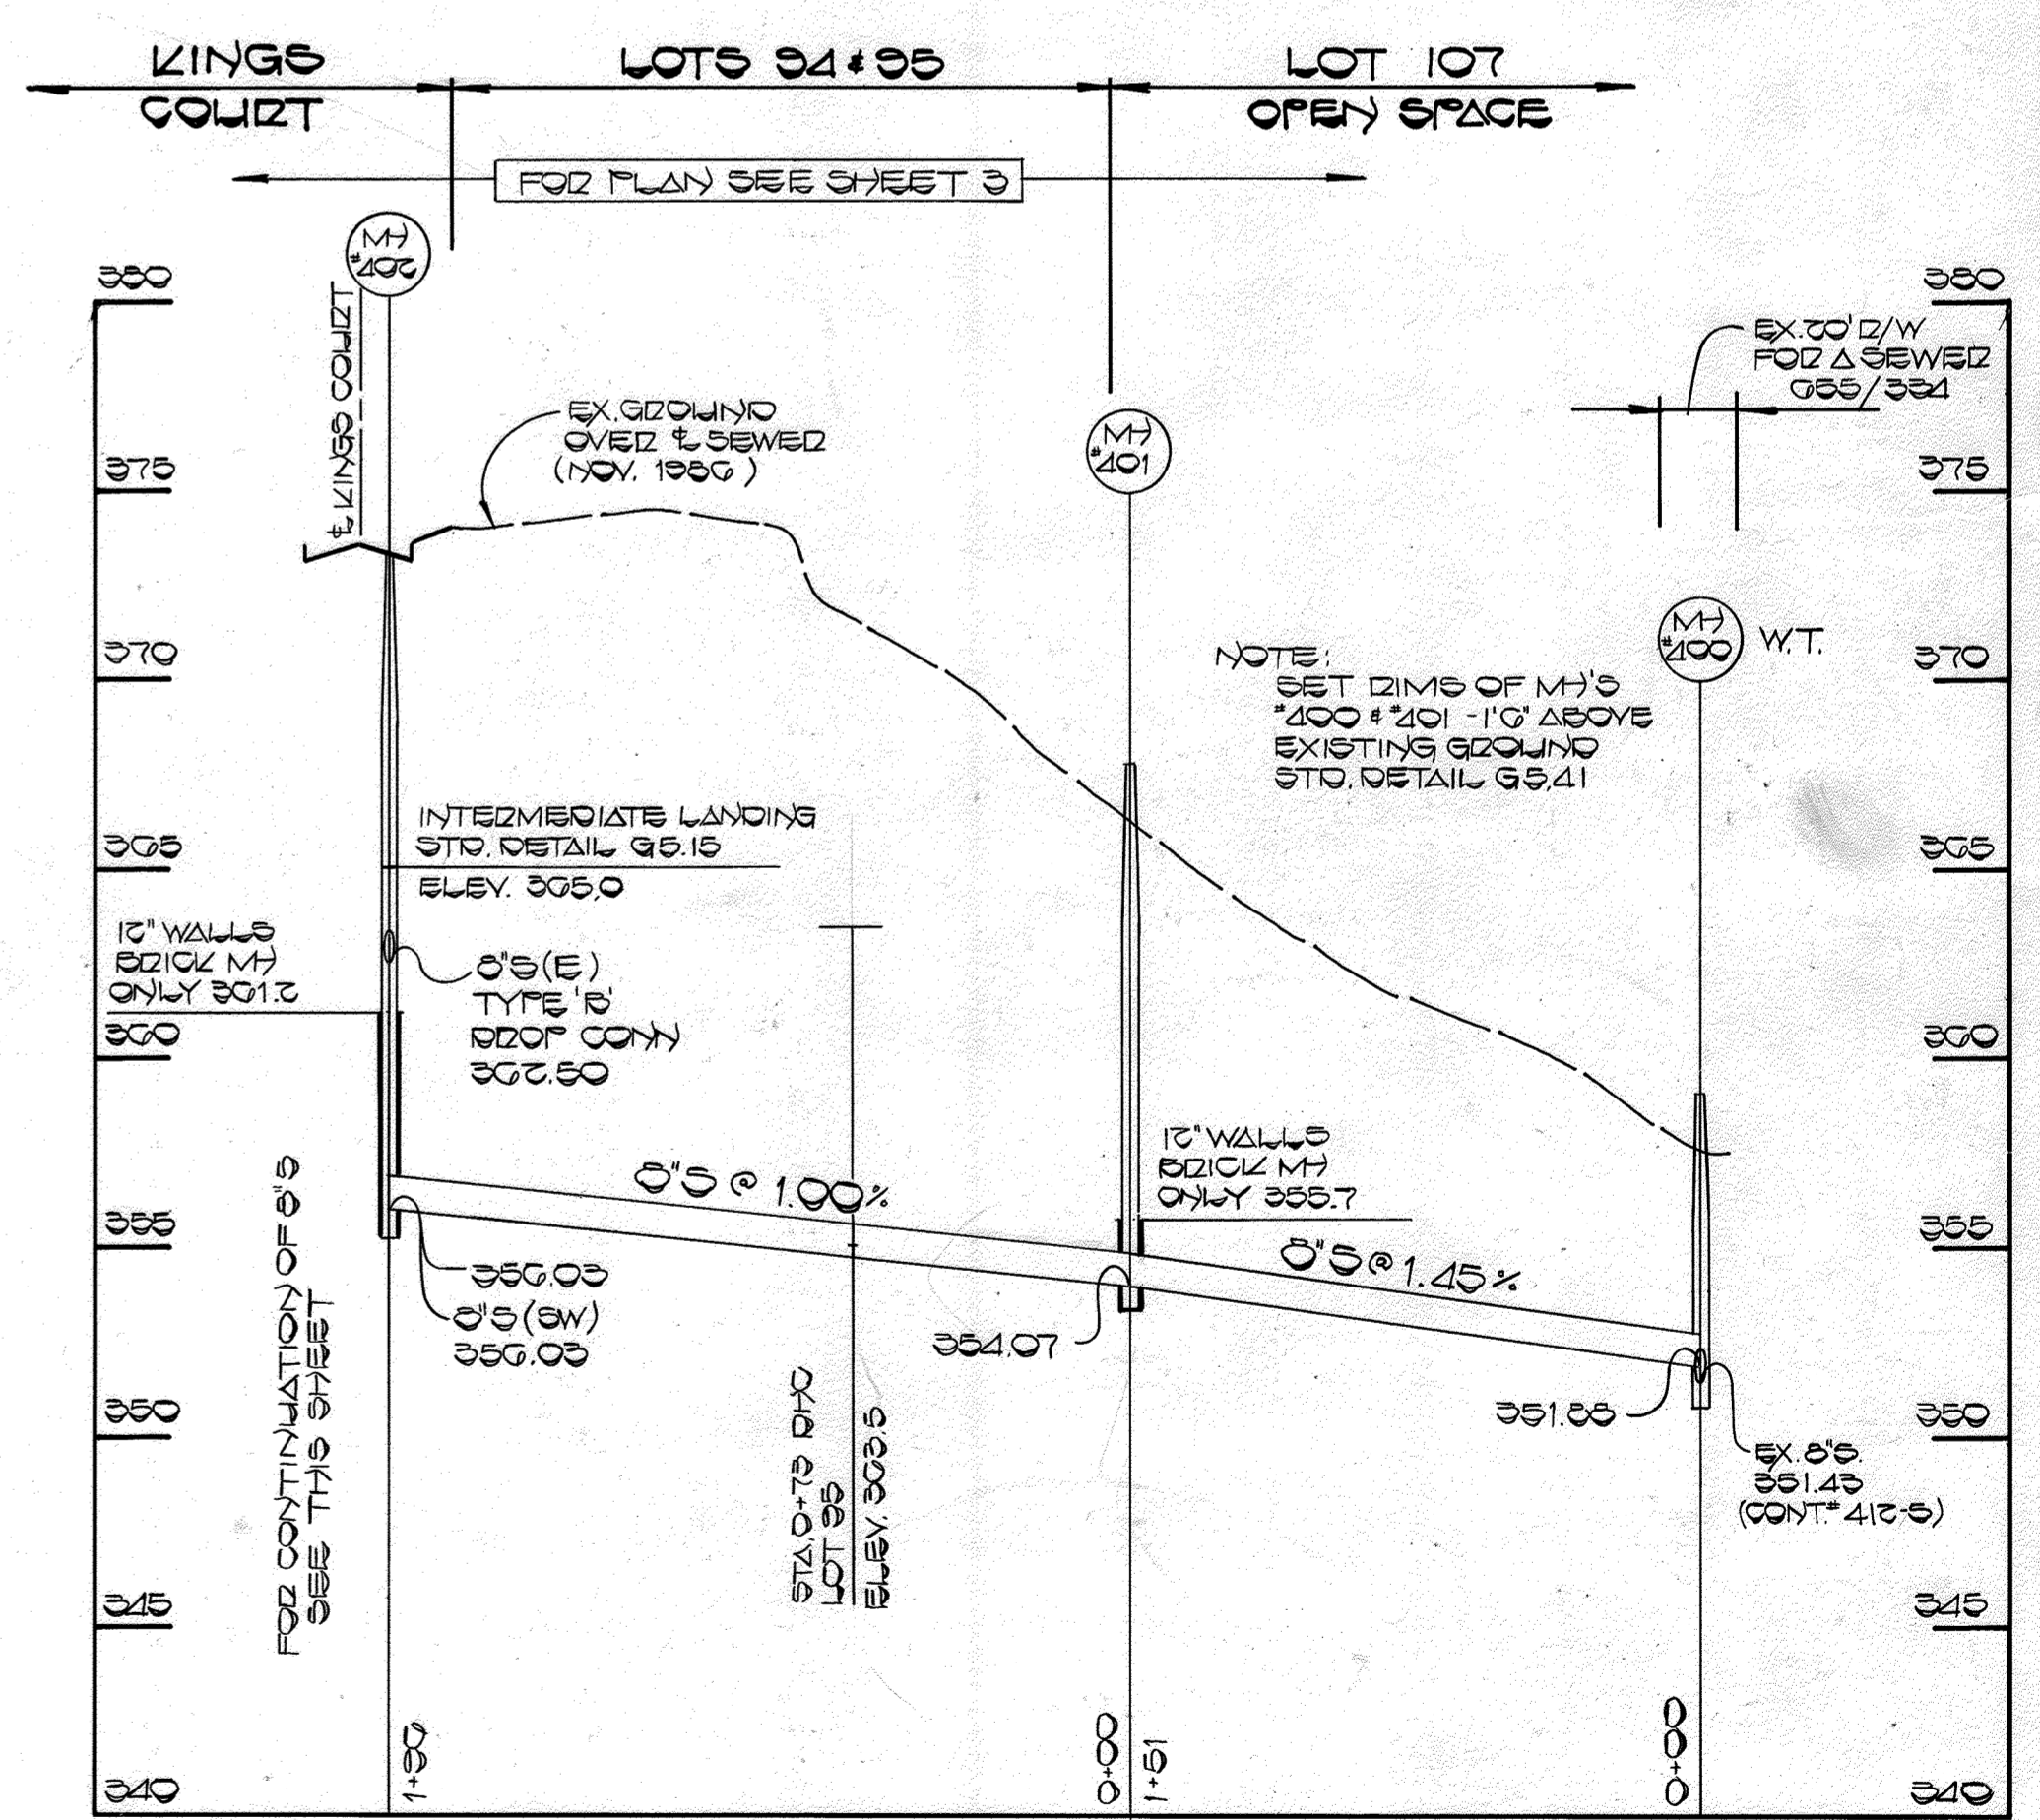 KINGS
COURT
LOTS 94 & 95
LOT 107
OPEN SPACE
FOR PLAN SEE SHEET 3
MH
#402
℄ KINGS COURT
380
375
370
365
360
355
350
345
340
EX. GROUND
OVER ℄ SEWER
(NOV. 1986)
MH
#401
EX. 20' R/W
FOR A SEWER
655/334
MH
#400
W.T.
NOTE:
SET RIMS OF MH'S
#400 & #401 - 1'6" ABOVE
EXISTING GROUND
STD. DETAIL G5.41
INTERMEDIATE LANDING
STD. DETAIL G5.15
ELEV. 365.0
12" WALLS
BRICK MH
ONLY 361.2
8"S (E)
TYPE 'B'
DROP CONN
362.50
8"S @ 1.00%
12" WALLS
BRICK MH
ONLY 355.7
8"S @ 1.45%
356.03
8"S (SW)
356.03
354.07
351.88
EX. 8"S.
351.43
(CONT. # 412-S)
FOR CONTINUATION OF 8"S
SEE THIS SHEET
STA. 0+73
LOT 95
ELEV. 363.5
1+96
0+00
1+51
0+00
380
375
370
365
360
355
350
345
340